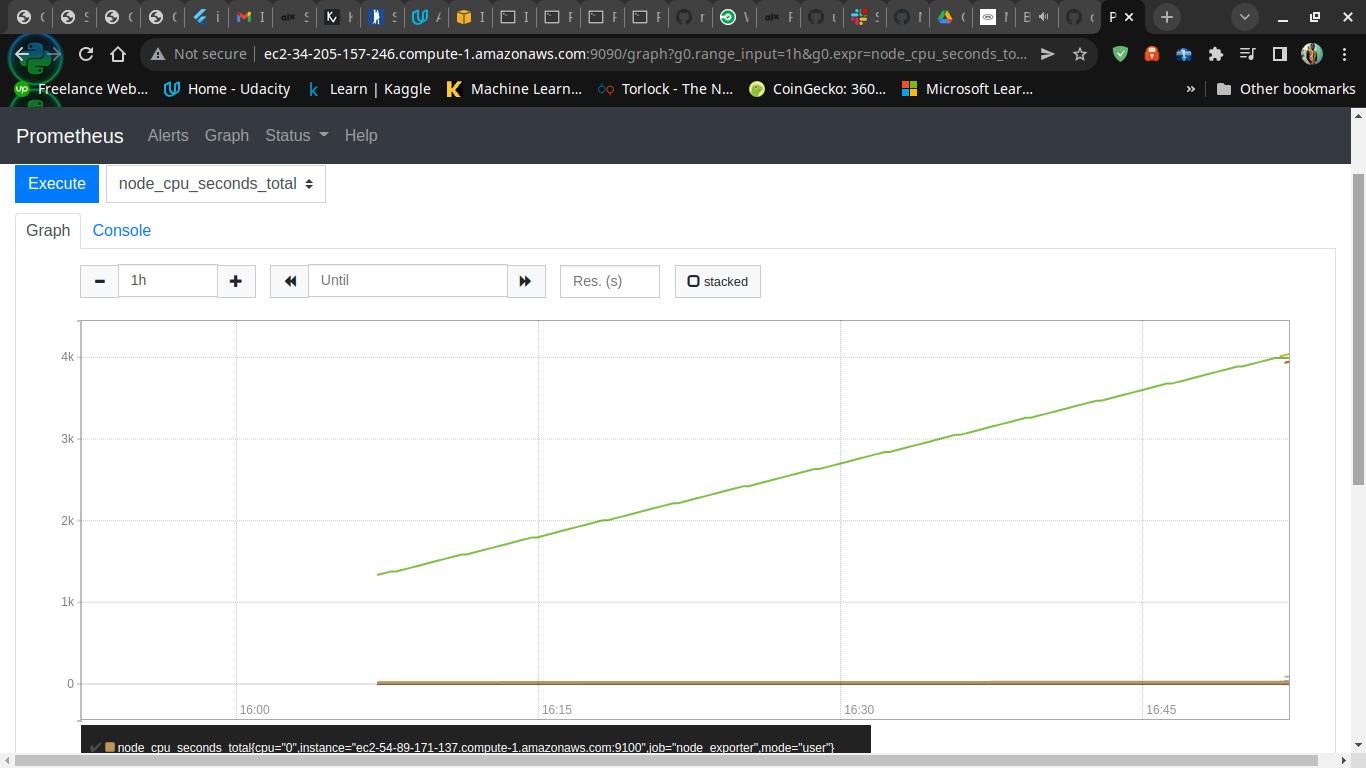 Not secure
ec2-34-205-157-246.compute-1.amazonaws.com:9090/graph?g0.range_input=1h&g0.expr=node_cpu_seconds_to...
Freelance Web...
Home - Udacity
Learn | Kaggle
Machine Learn...
Torlock - The N...
CoinGecko: 360...
Microsoft Lear...
»
Other bookmarks
Prometheus
Alerts
Graph
Status
Help
Execute
node_cpu_seconds_total
Graph
Console
1h
Until
Res. (s)
stacked
4k
3k
2k
1k
0
16:00
16:15
16:30
16:45
node_cpu_seconds_total{cpu="0",instance="ec2-54-89-171-137.compute-1.amazonaws.com:9100",job="node_exporter",mode="user"}